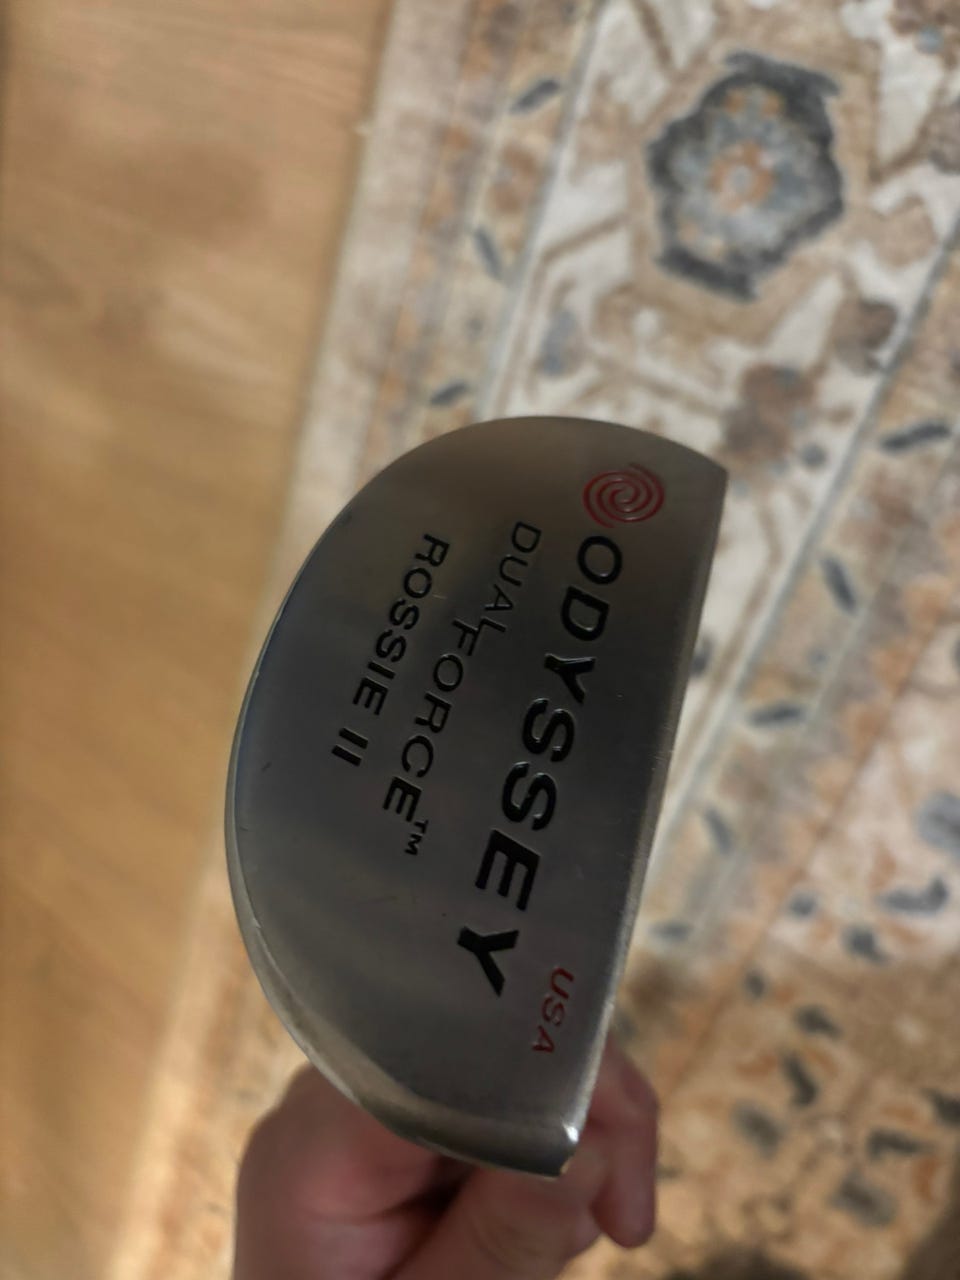 ODYSSEY
USA
DUAL FORCE™
ROSSIE II